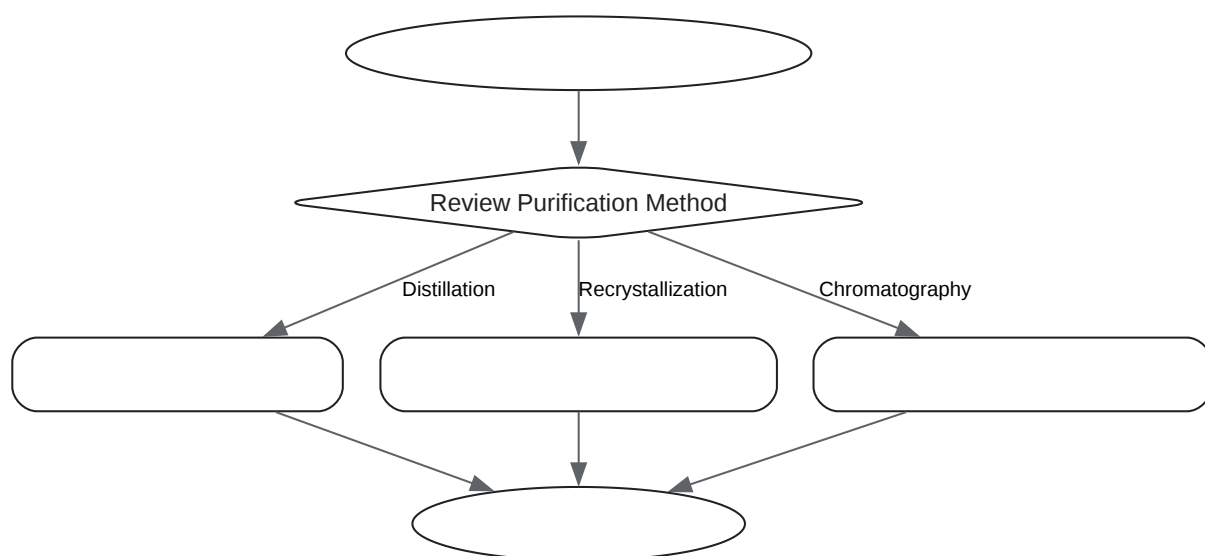 Review Purification Method
Distillation
Recrystallization
Chromatography